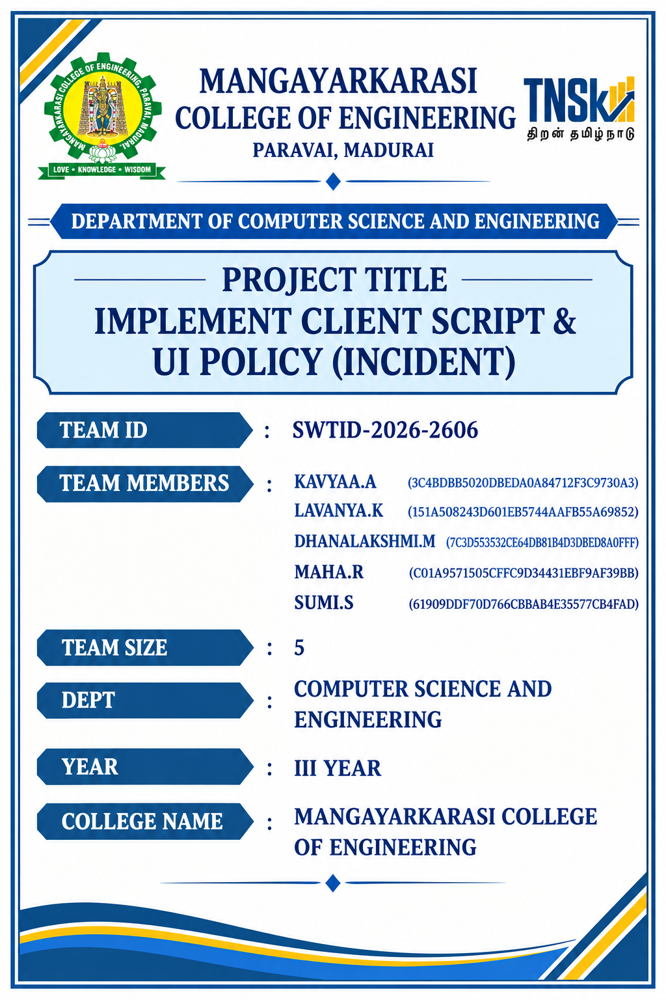 MANGAYARKARASI COLLEGE OF ENGINEERING, PARAVAI, MADURAI.
LOVE • KNOWLEDGE • WISDOM
MANGAYARKARASI
COLLEGE OF ENGINEERING
PARAVAI, MADURAI
TNSk
திறன் தமிழ்நாடு
DEPARTMENT OF COMPUTER SCIENCE AND ENGINEERING
PROJECT TITLE
IMPLEMENT CLIENT SCRIPT &
UI POLICY (INCIDENT)
TEAM ID : SWTID-2026-2606
TEAM MEMBERS : KAVYAA.A (3C4BDBB5020DBEDA0A84712F3C9730A3)
LAVANYA.K (151A508243D601EB5744AAFB55A69852)
DHANALAKSHMI.M (7C3D553532CE64DB81B4D3DBED8A0FFF)
MAHA.R (C01A9571505CFFC9D34431EBF9AF39BB)
SUMI.S (61909DDF70D766CBBAB4E35577CB4FAD)
TEAM SIZE : 5
DEPT : COMPUTER SCIENCE AND
ENGINEERING
YEAR : III YEAR
COLLEGE NAME : MANGAYARKARASI COLLEGE
OF ENGINEERING